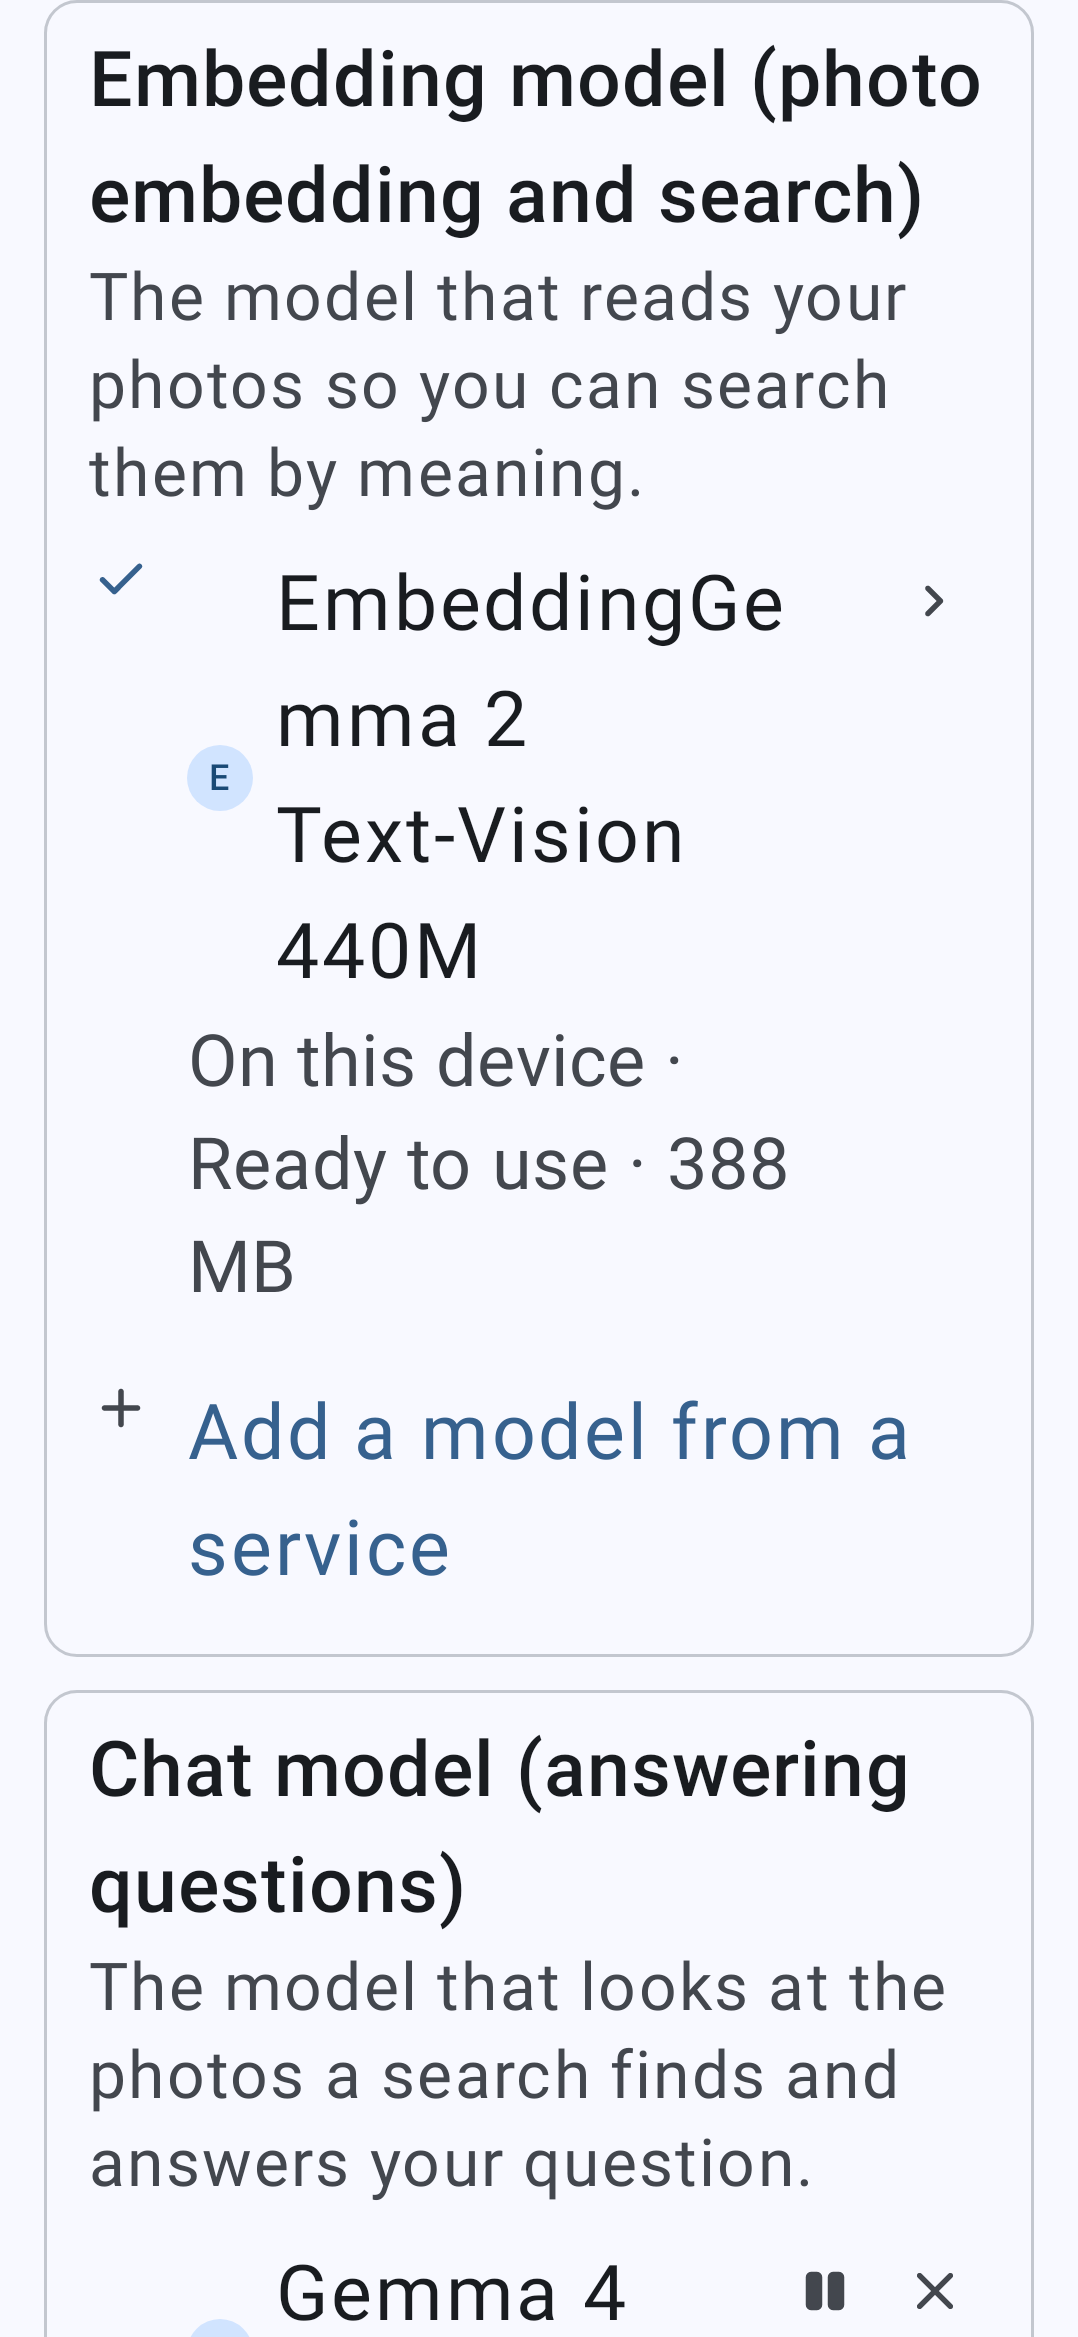 Embedding model (photo
embedding and search)
The model that reads your
photos so you can search
them by meaning.
EmbeddingGe
mma 2
E
Text-Vision
440M
On this device ·
Ready to use · 388
MB
Add a model from a
service
Chat model (answering
questions)
The model that looks at the
photos a search finds and
answers your question.
Gemma 4